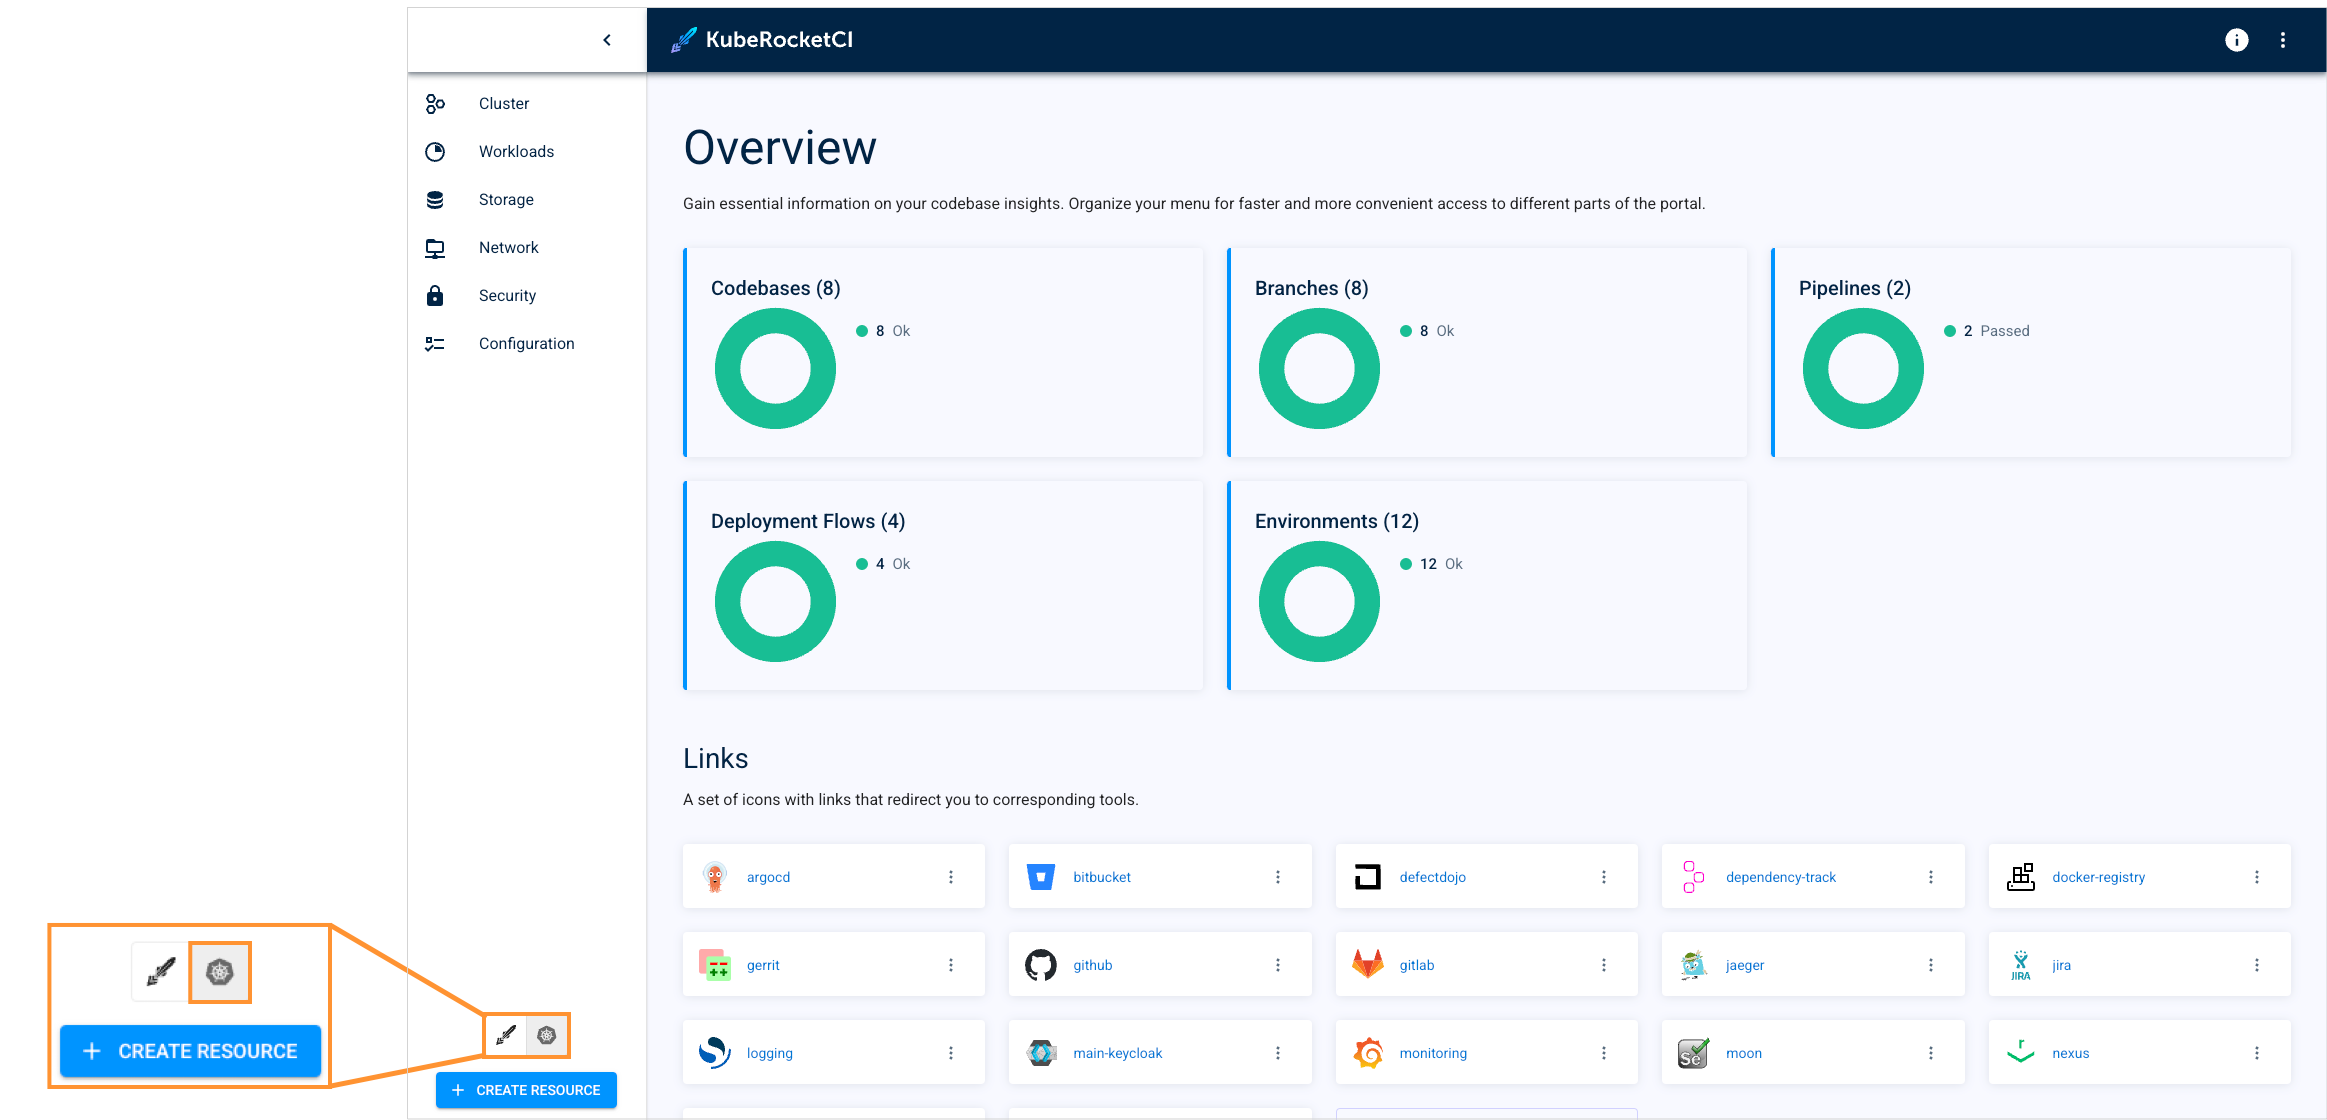 KubeRocketCI
Cluster
Workloads
Storage
Network
Security
Configuration
Overview
Gain essential information on your codebase insights. Organize your menu for faster and more convenient access to different parts of the portal.
Codebases (8)
8 Ok
Branches (8)
8 Ok
Pipelines (2)
2 Passed
Deployment Flows (4)
4 Ok
Environments (12)
12 Ok
Links
A set of icons with links that redirect you to corresponding tools.
argocd
bitbucket
defectdojo
dependency-track
docker-registry
gerrit
github
gitlab
jaeger
JIRA
jira
logging
main-keycloak
monitoring
Se
moon
r
nexus
+ CREATE RESOURCE
+ CREATE RESOURCE